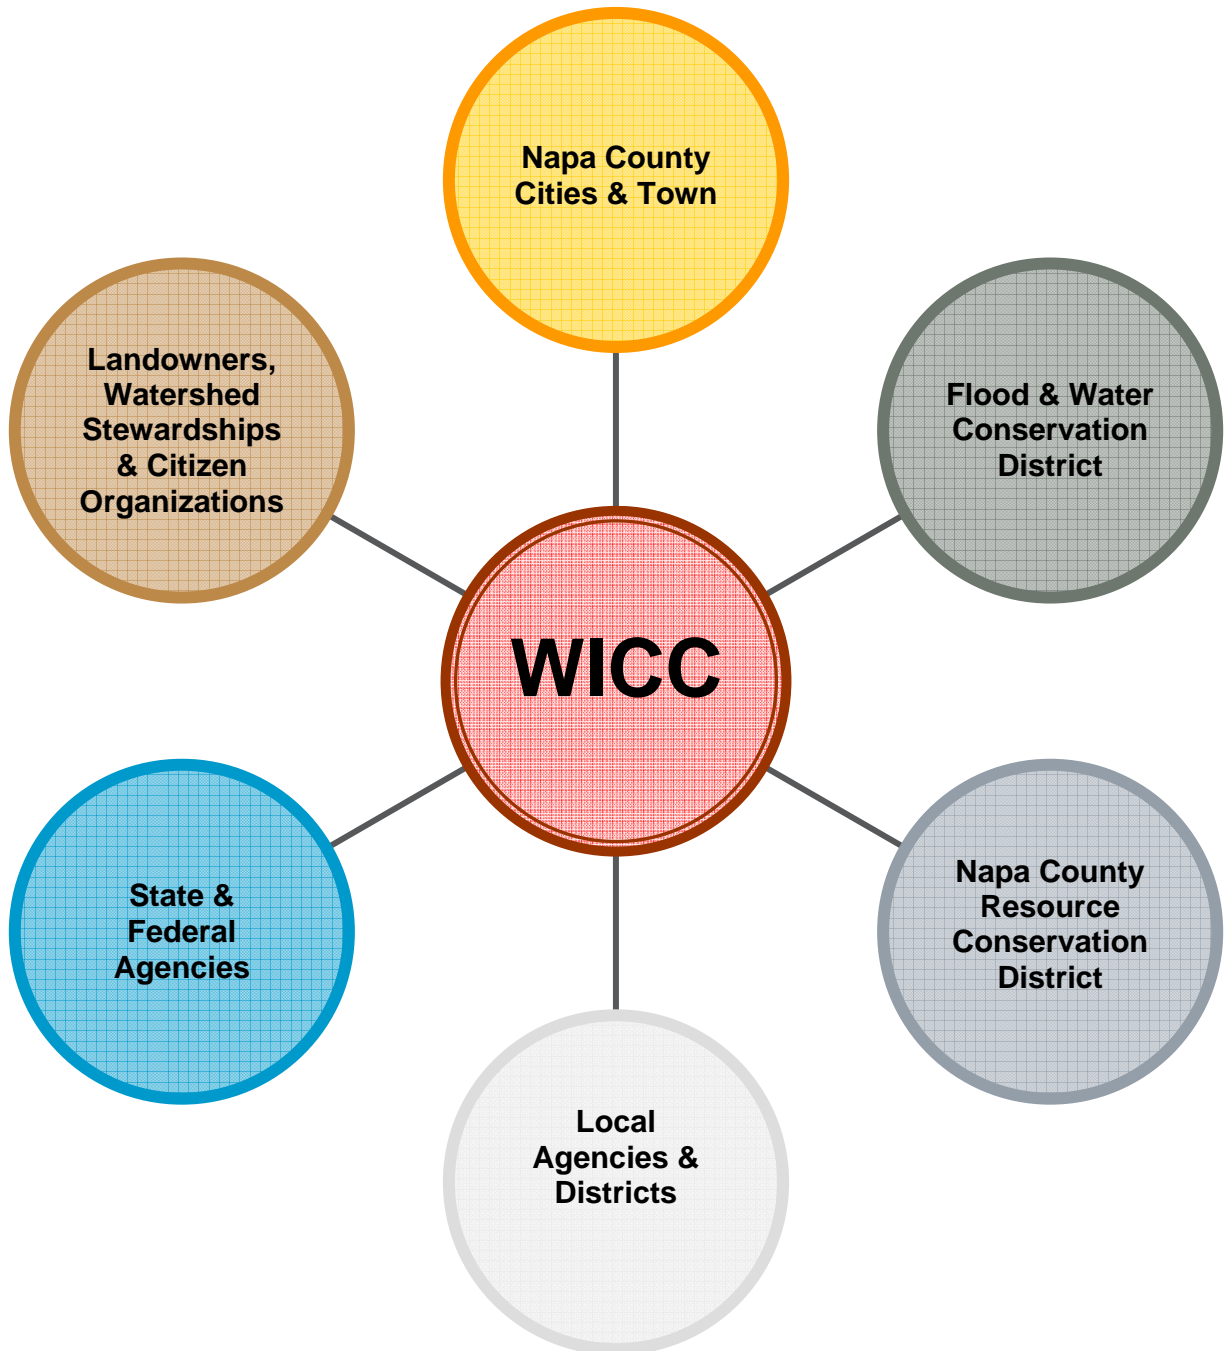 Napa County
Cities & Town
Landowners,
Watershed
Stewardships
& Citizen
Organizations
Flood & Water
Conservation
District
WICC
State &
Federal
Agencies
Napa County
Resource
Conservation
District
Local
Agencies &
Districts